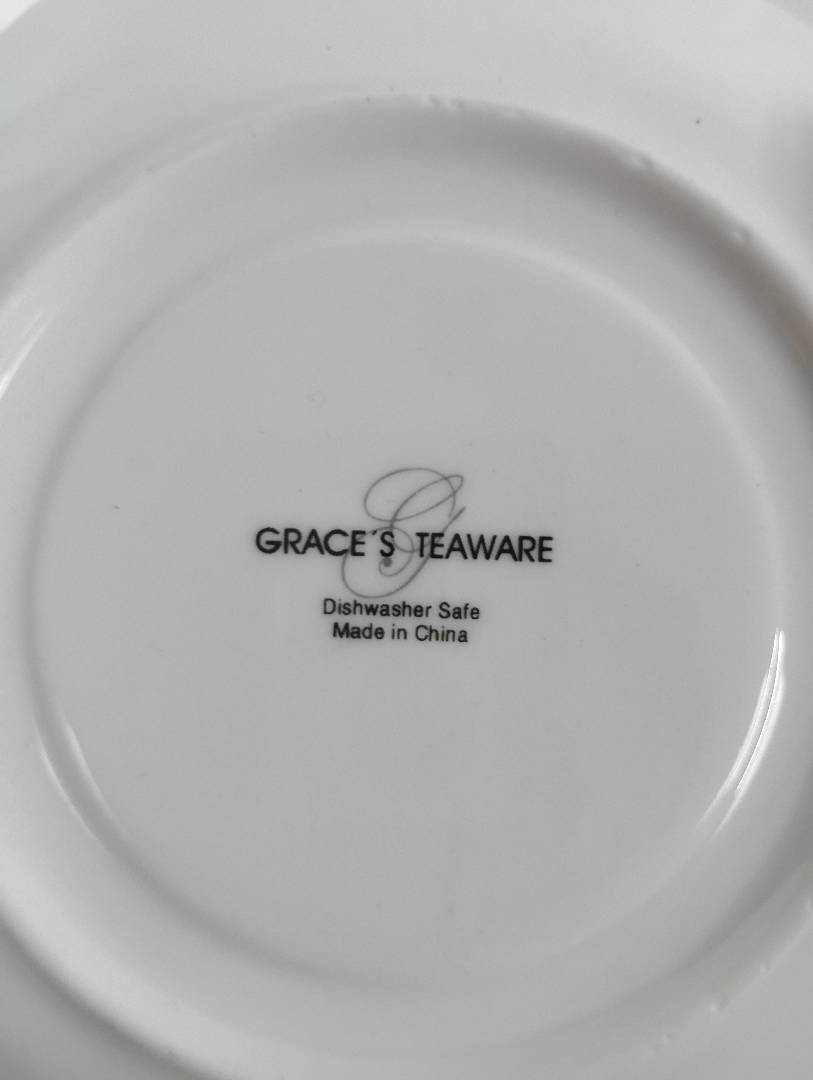 G
GRACE´S TEAWARE
Dishwasher Safe
Made in China